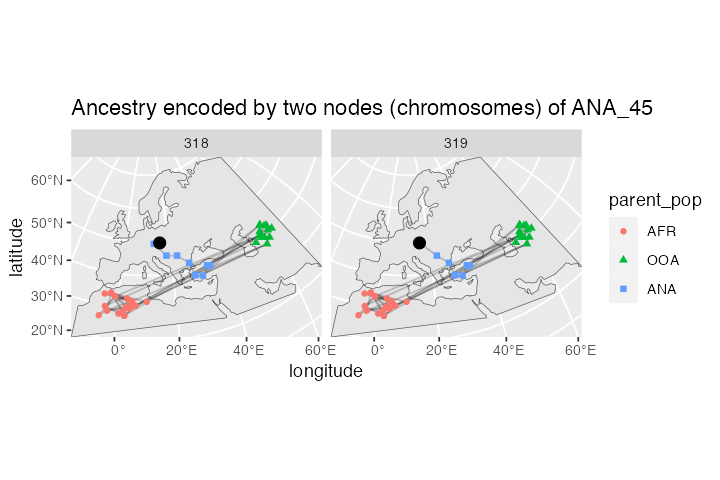 Ancestry encoded by two nodes (chromosomes) of ANA_45
318
319
60°N
50°N
40°N
30°N
20°N
latitude
0°
20°E
40°E
60°E
0°
20°E
40°E
60°E
longitude
parent_pop
AFR
OOA
ANA